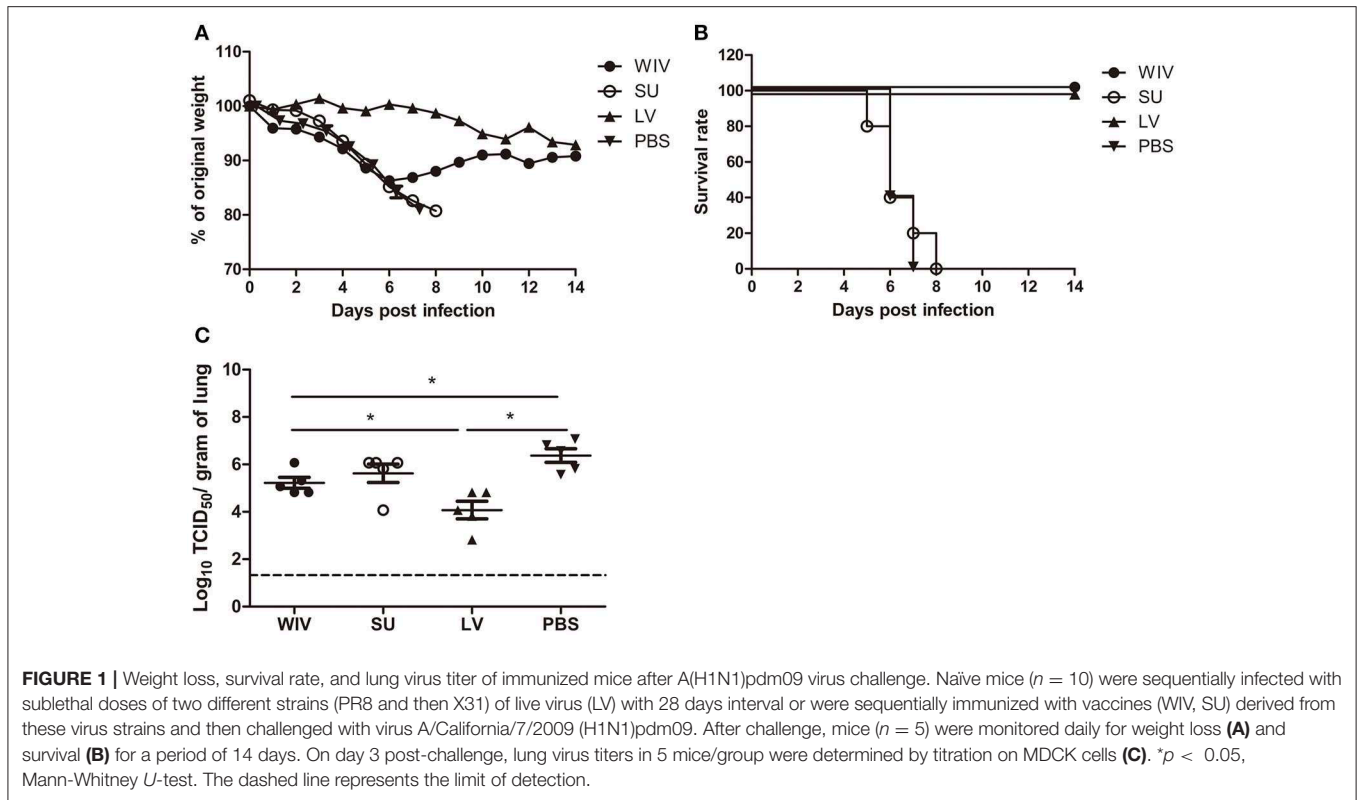 A
110
100
90
80
70
% of original weight
0 2 4 6 8 10 12 14
Days post infection
WIV
SU
LV
PBS
B
120
100
80
60
40
20
0
Survival rate
0 2 4 6 8 10 12 14
Days post infection
WIV
SU
LV
PBS
C
10
8
6
4
2
0
Log₁₀ TCID₅₀/ gram of lung
*
*
*
WIV SU LV PBS
FIGURE 1 | Weight loss, survival rate, and lung virus titer of immunized mice after A(H1N1)pdm09 virus challenge. Naïve mice (n = 10) were sequentially infected with
sublethal doses of two different strains (PR8 and then X31) of live virus (LV) with 28 days interval or were sequentially immunized with vaccines (WIV, SU) derived from
these virus strains and then challenged with virus A/California/7/2009 (H1N1)pdm09. After challenge, mice (n = 5) were monitored daily for weight loss (A) and
survival (B) for a period of 14 days. On day 3 post-challenge, lung virus titers in 5 mice/group were determined by titration on MDCK cells (C). *p < 0.05,
Mann-Whitney U-test. The dashed line represents the limit of detection.